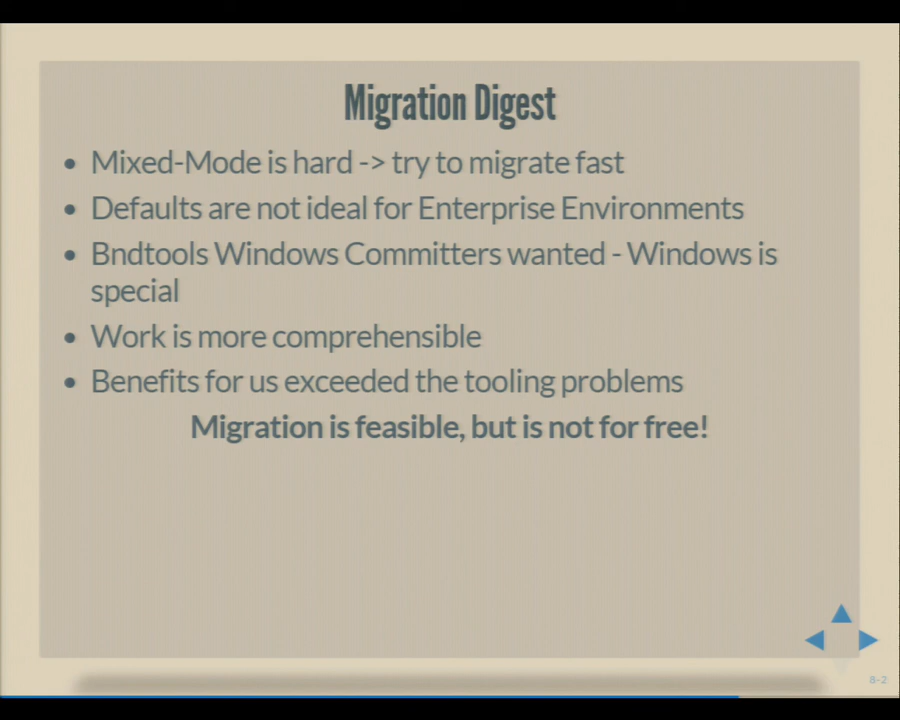 Migration Digest
Mixed-Mode is hard -> try to migrate fast
Defaults are not ideal for Enterprise Environments
Bndtools Windows Committers wanted - Windows is
special
Work is more comprehensible
Benefits for us exceeded the tooling problems
Migration is feasible, but is not for free!
8-2